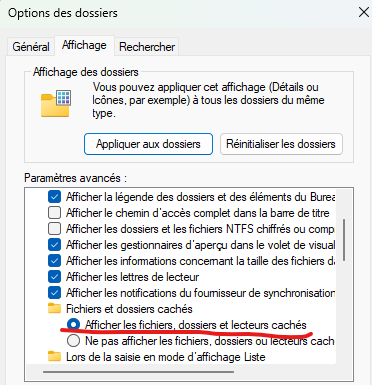 Options des dossiers
Général
Affichage
Rechercher
Affichage des dossiers
Vous pouvez appliquer cet affichage (Détails ou
Icônes, par exemple) à tous les dossiers du même
type.
Appliquer aux dossiers
Réinitialiser les dossiers
Paramètres avancés :
Afficher la légende des dossiers et des éléments du Burea
Afficher le chemin d'accès complet dans la barre de titre
Afficher les dossiers et les fichiers NTFS chiffrés ou comp
Afficher les gestionnaires d'aperçu dans le volet de visual
Afficher les informations concernant la taille des fichiers da
Afficher les lettres de lecteur
Afficher les notifications du fournisseur de synchronisation
Fichiers et dossiers cachés
Afficher les fichiers, dossiers et lecteurs cachés
Ne pas afficher les fichiers, dossiers ou lecteurs cach
Lors de la saisie en mode d'affichage Liste